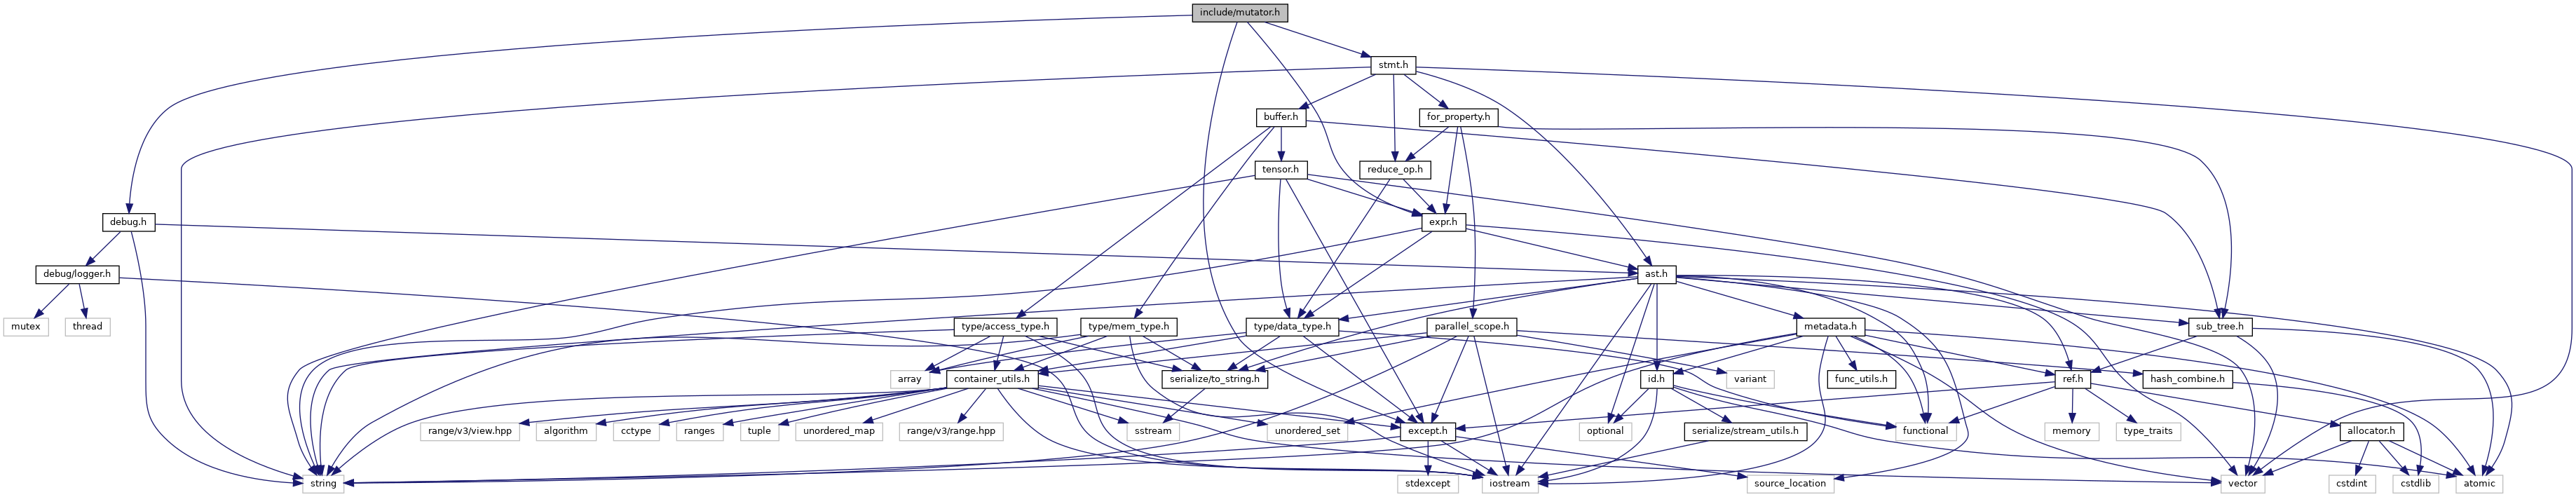 include/mutator.h
stmt.h
buffer.h
for_property.h
tensor.h
reduce_op.h
debug.h
expr.h
debug/logger.h
ast.h
mutex
thread
type/access_type.h
type/mem_type.h
type/data_type.h
parallel_scope.h
metadata.h
sub_tree.h
array
container_utils.h
serialize/to_string.h
id.h
variant
func_utils.h
ref.h
hash_combine.h
range/v3/view.hpp
algorithm
cctype
ranges
tuple
unordered_map
range/v3/range.hpp
sstream
unordered_set
except.h
optional
serialize/stream_utils.h
functional
memory
type_traits
allocator.h
string
stdexcept
iostream
source_location
vector
cstdint
cstdlib
atomic